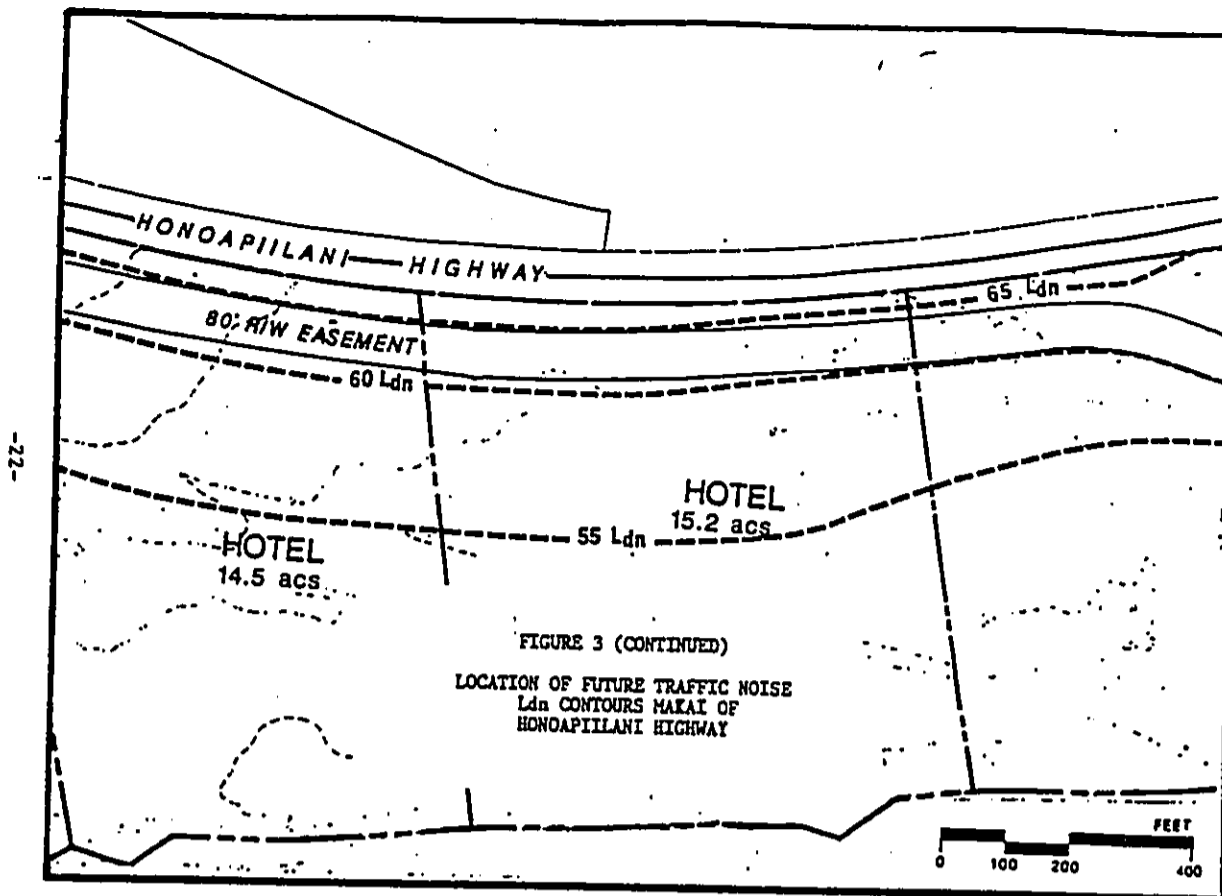 HONOAPIILANI HIGHWAY
65 Ldn
80' R/W EASEMENT
60 Ldn
-22-
HOTEL
15.2 acs
55 Ldn
HOTEL
14.5 acs
FIGURE 3 (CONTINUED)
LOCATION OF FUTURE TRAFFIC NOISE
Ldn CONTOURS MAKAI OF
HONOAPIILANI HIGHWAY
FEET
0 100 200 400